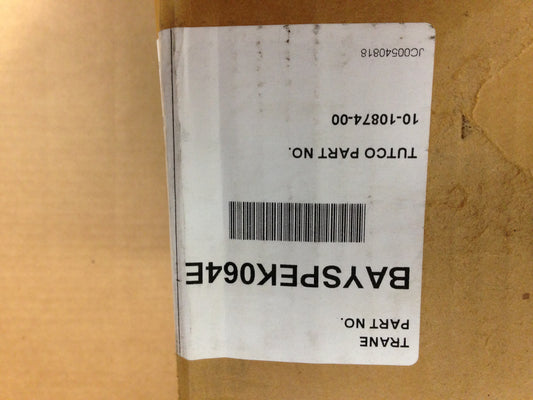 TRANE
PART NO.
BAYSPEK064E
TUTCO PART NO.
10-10874-00
JC00540818